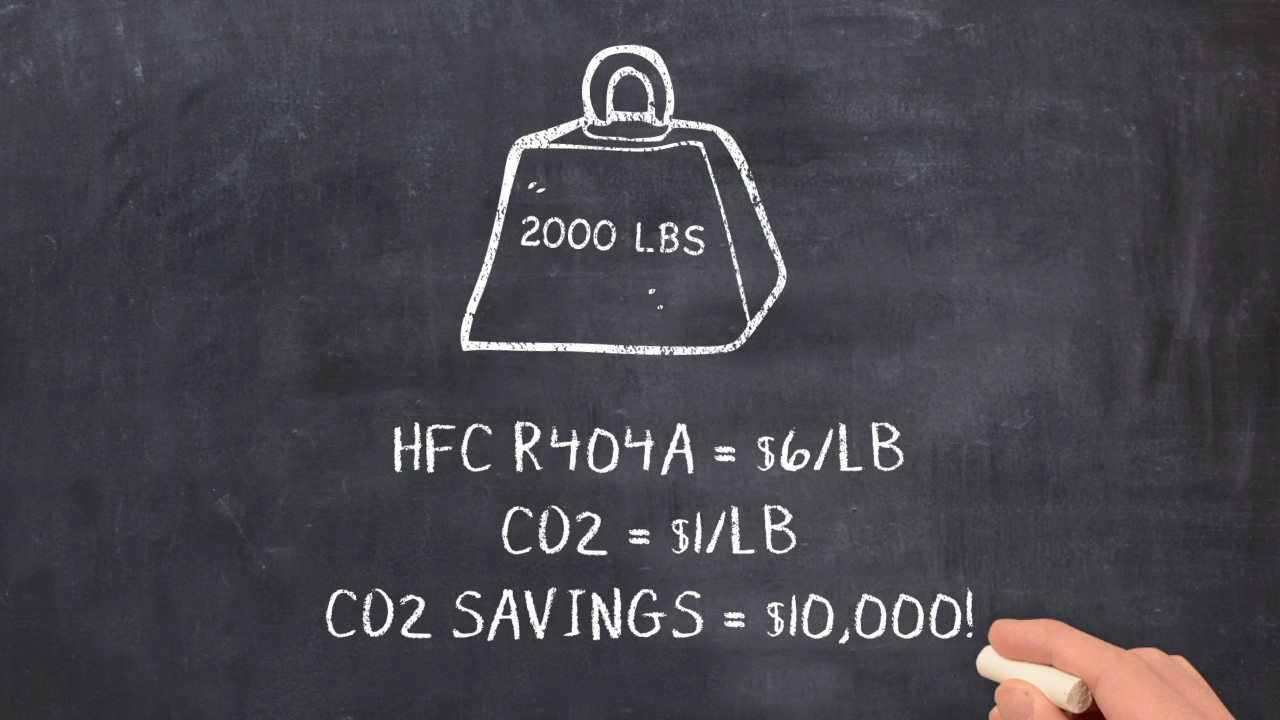 2000 LBS
HFC R404A = $6/LB
CO2 = $1/LB
CO2 SAVINGS = $10,000!